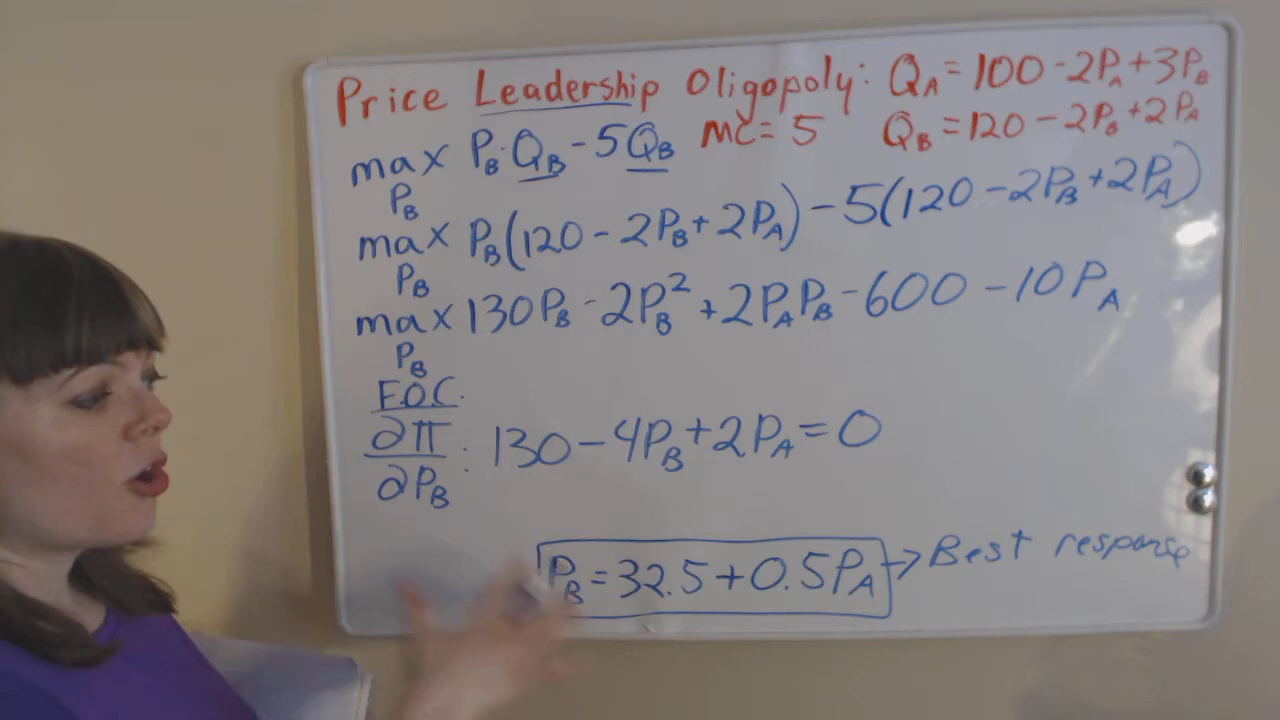 Price Leadership Oligopoly: Q_A = 100 - 2P_A + 3P_B
mc = 5 Q_B = 120 - 2P_B + 2P_A
max P_B · Q_B - 5Q_B
P_B
max P_B(120 - 2P_B + 2P_A) - 5(120 - 2P_B + 2P_A)
P_B
max 130P_B - 2P_B² + 2P_A P_B - 600 - 10P_A
P_B
F.O.C.
∂π/∂P_B : 130 - 4P_B + 2P_A = 0
P_B = 32.5 + 0.5P_A → Best response